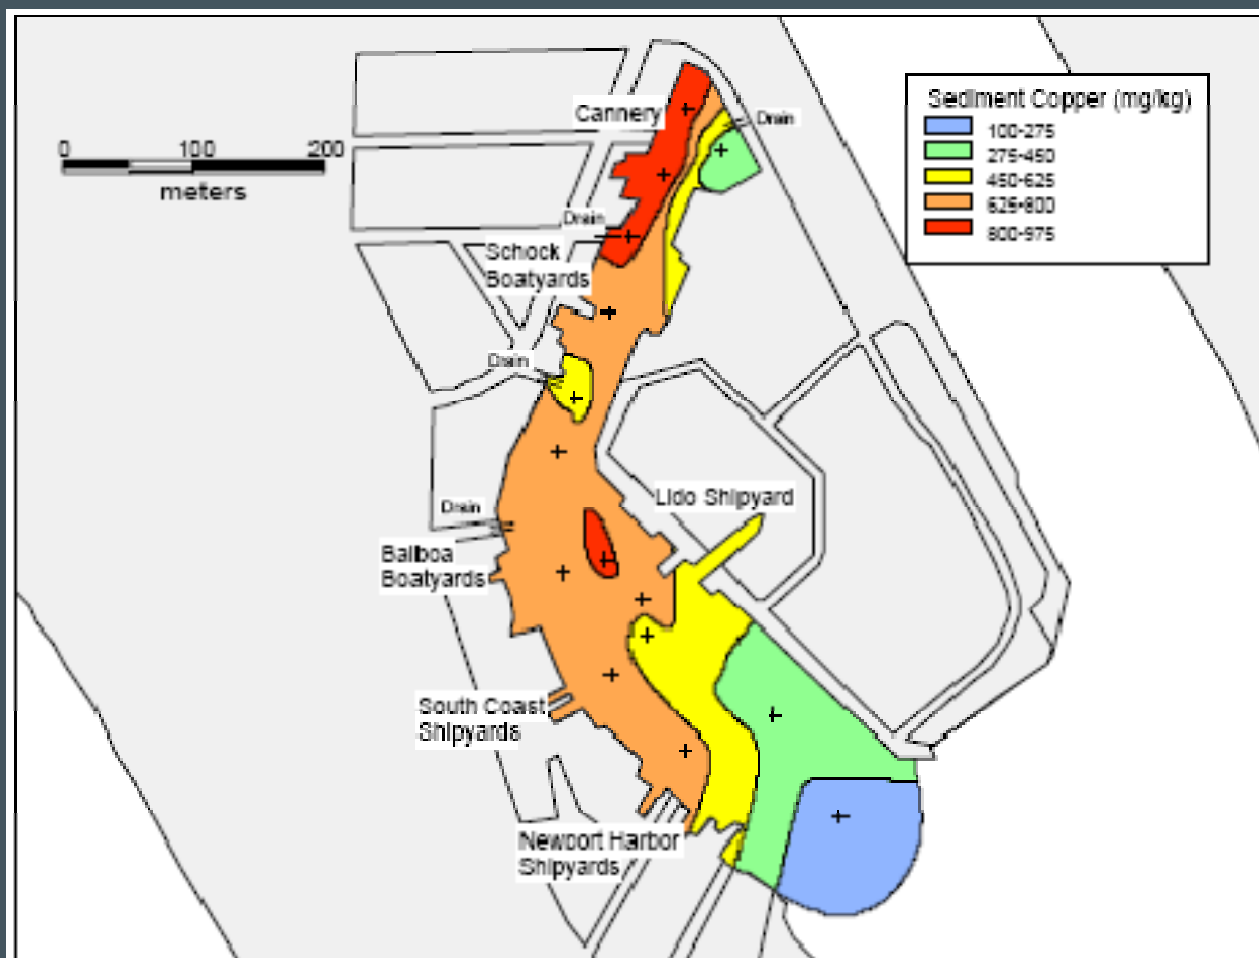 Cannery
Drain
Sediment Copper (mg/kg)
100-275
275-450
450-625
625-800
800-975
0 100 200
meters
Drain
Schock
Boatyards
Drain
Lido Shipyard
Drain
Balboa
Boatyards
South Coast
Shipyards
Newport Harbor
Shipyards